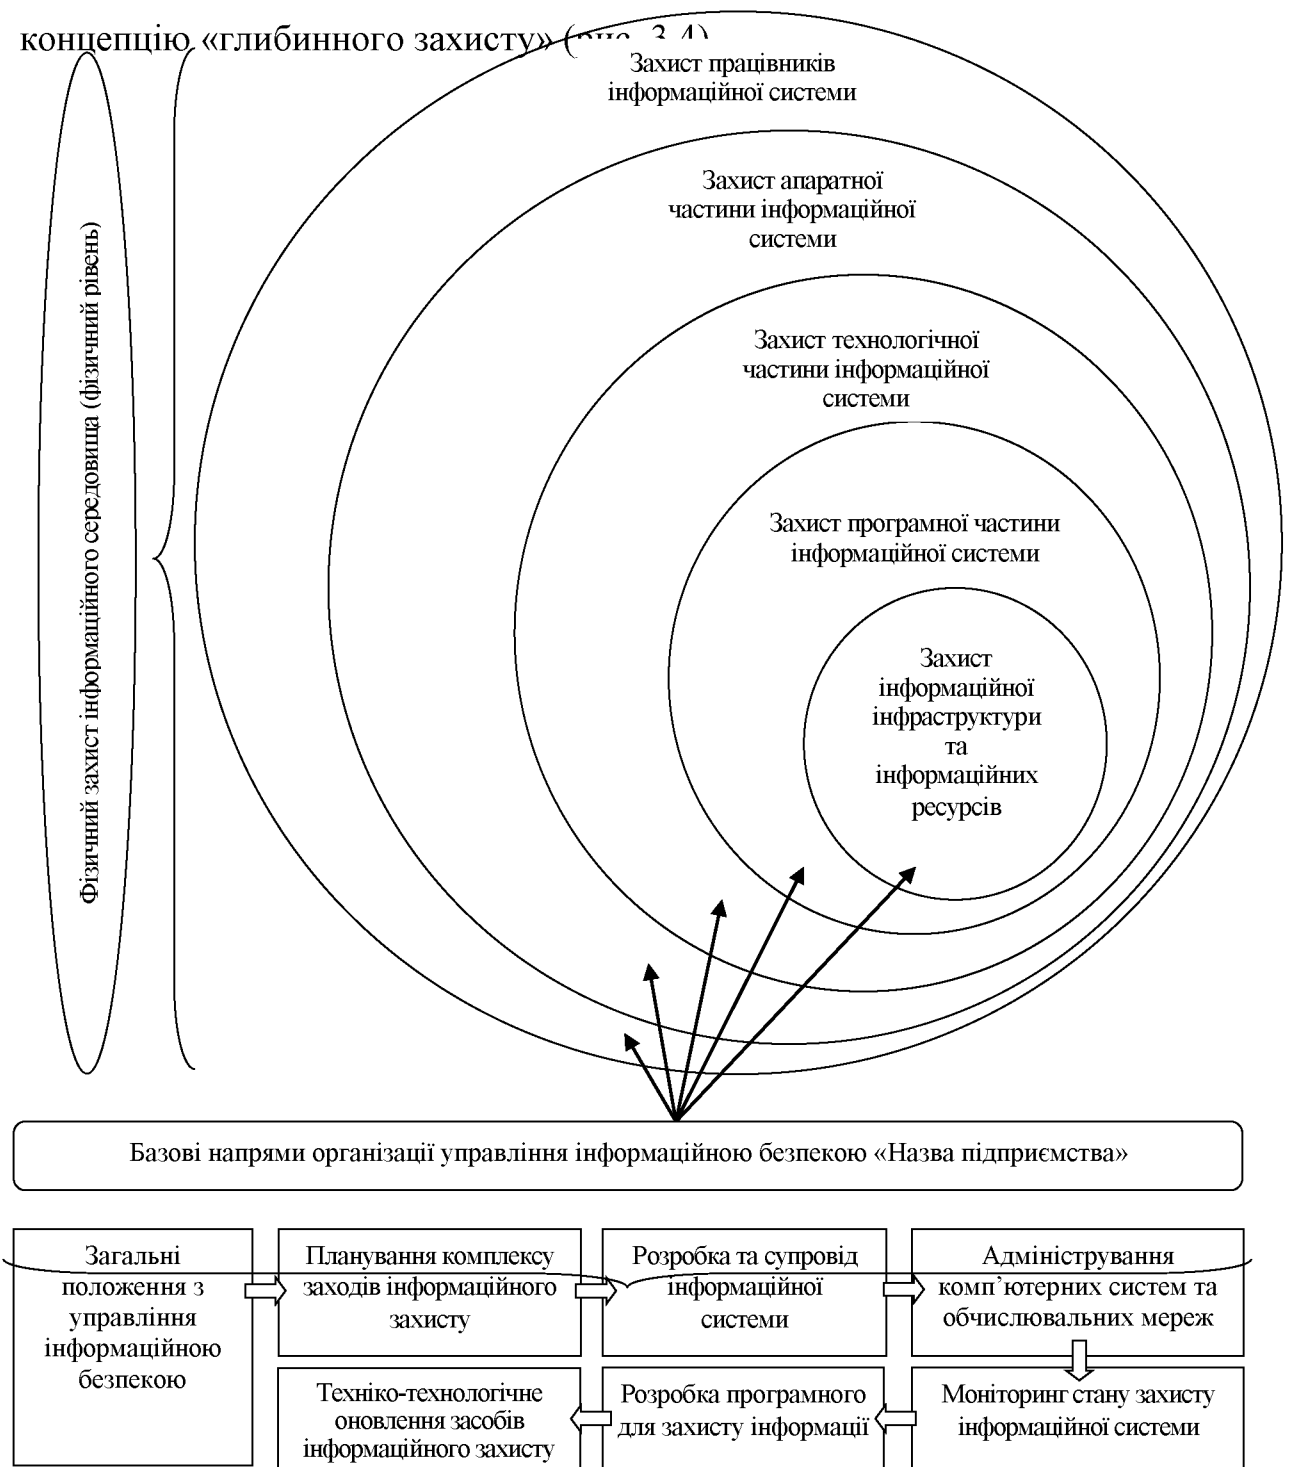 концепцію «глибинного захисту» (рис. 3.4)
Захист працівників
інформаційної системи
Захист апаратної
частини інформаційної
системи
Захист технологічної
частини інформаційної
системи
Захист програмної частини
інформаційної системи
Захист
інформаційної
інфраструктури
та
інформаційних
ресурсів
Фізичний захист інформаційного середовища (фізичний рівень)
Базові напрями організації управління інформаційною безпекою «Назва підприємства»
Загальні
положення з
управління
інформаційною
безпекою
Планування комплексу
заходів інформаційного
захисту
Розробка та супровід
інформаційної
системи
Адміністрування
комп’ютерних систем та
обчислювальних мереж
Техніко-технологічне
оновлення засобів
інформаційного захисту
Розробка програмного
для захисту інформації
Моніторинг стану захисту
інформаційної системи